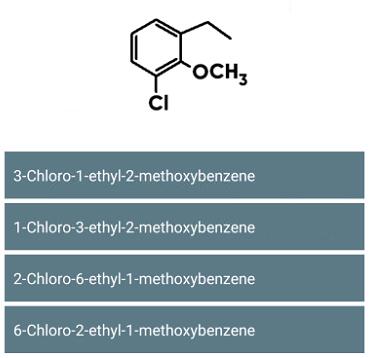 OCH₃
Cl
3-Chloro-1-ethyl-2-methoxybenzene
1-Chloro-3-ethyl-2-methoxybenzene
2-Chloro-6-ethyl-1-methoxybenzene
6-Chloro-2-ethyl-1-methoxybenzene